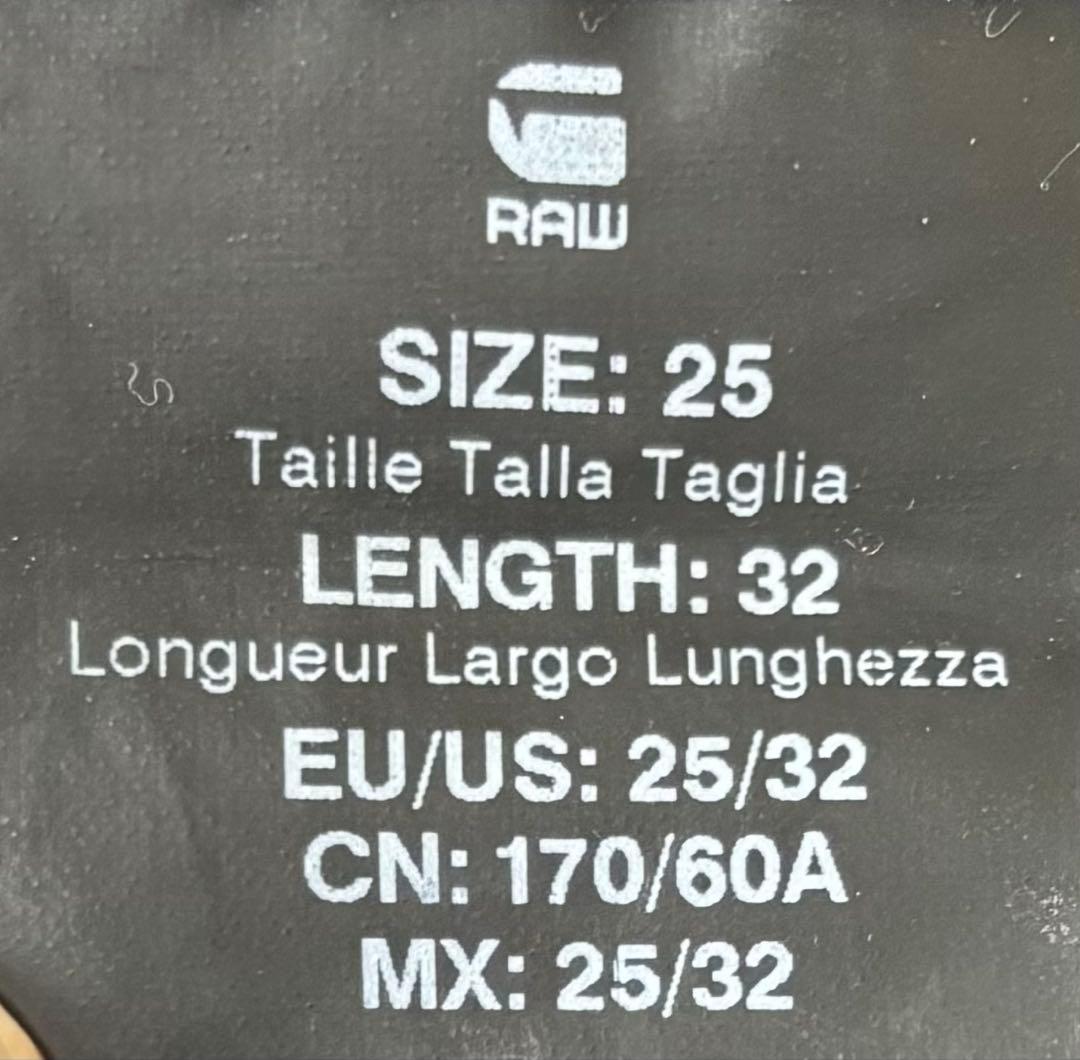 G
RAW
SIZE: 25
Taille Talla Taglia
LENGTH: 32
Longueur Largo Lunghezza
EU/US: 25/32
CN: 170/60A
MX: 25/32